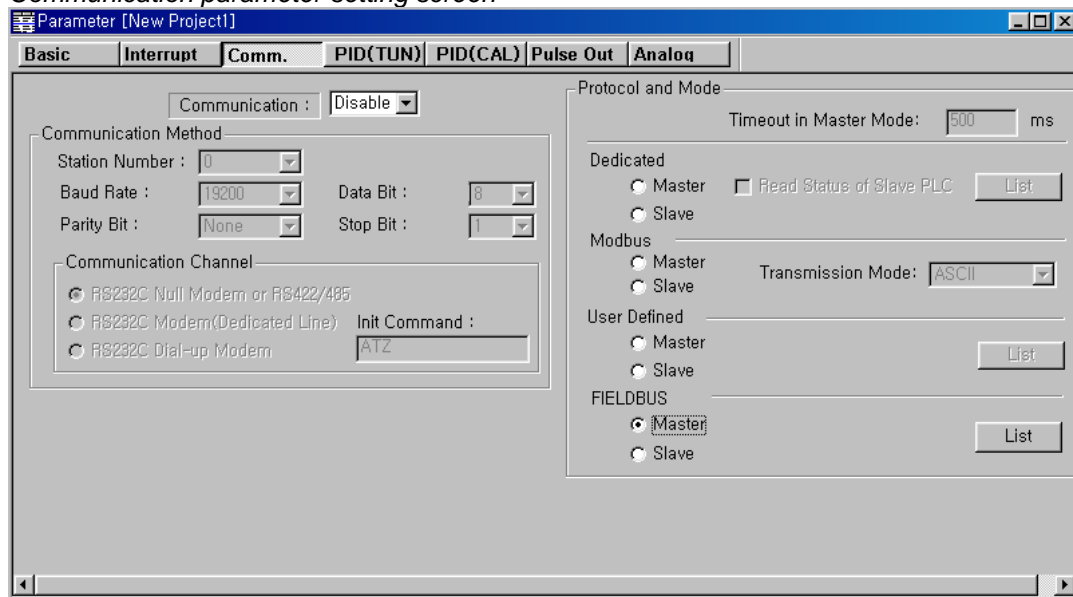 Communication parameter setting screen
Parameter [New Project1]
Basic Interrupt Comm. PID(TUN) PID(CAL) Pulse Out Analog
Communication : Disable
Communication Method
Station Number : 0
Baud Rate : 19200 Data Bit : 8
Parity Bit : None Stop Bit : 1
Communication Channel
RS232C Null Modem or RS422/485
RS232C Modem(Dedicated Line) Init Command :
RS232C Dial-up Modem ATZ
Protocol and Mode
Timeout in Master Mode: 500 ms
Dedicated
Master Read Status of Slave PLC List
Slave
Modbus
Master
Transmission Mode: ASCII
Slave
User Defined
Master
List
Slave
FIELDBUS
Master
List
Slave